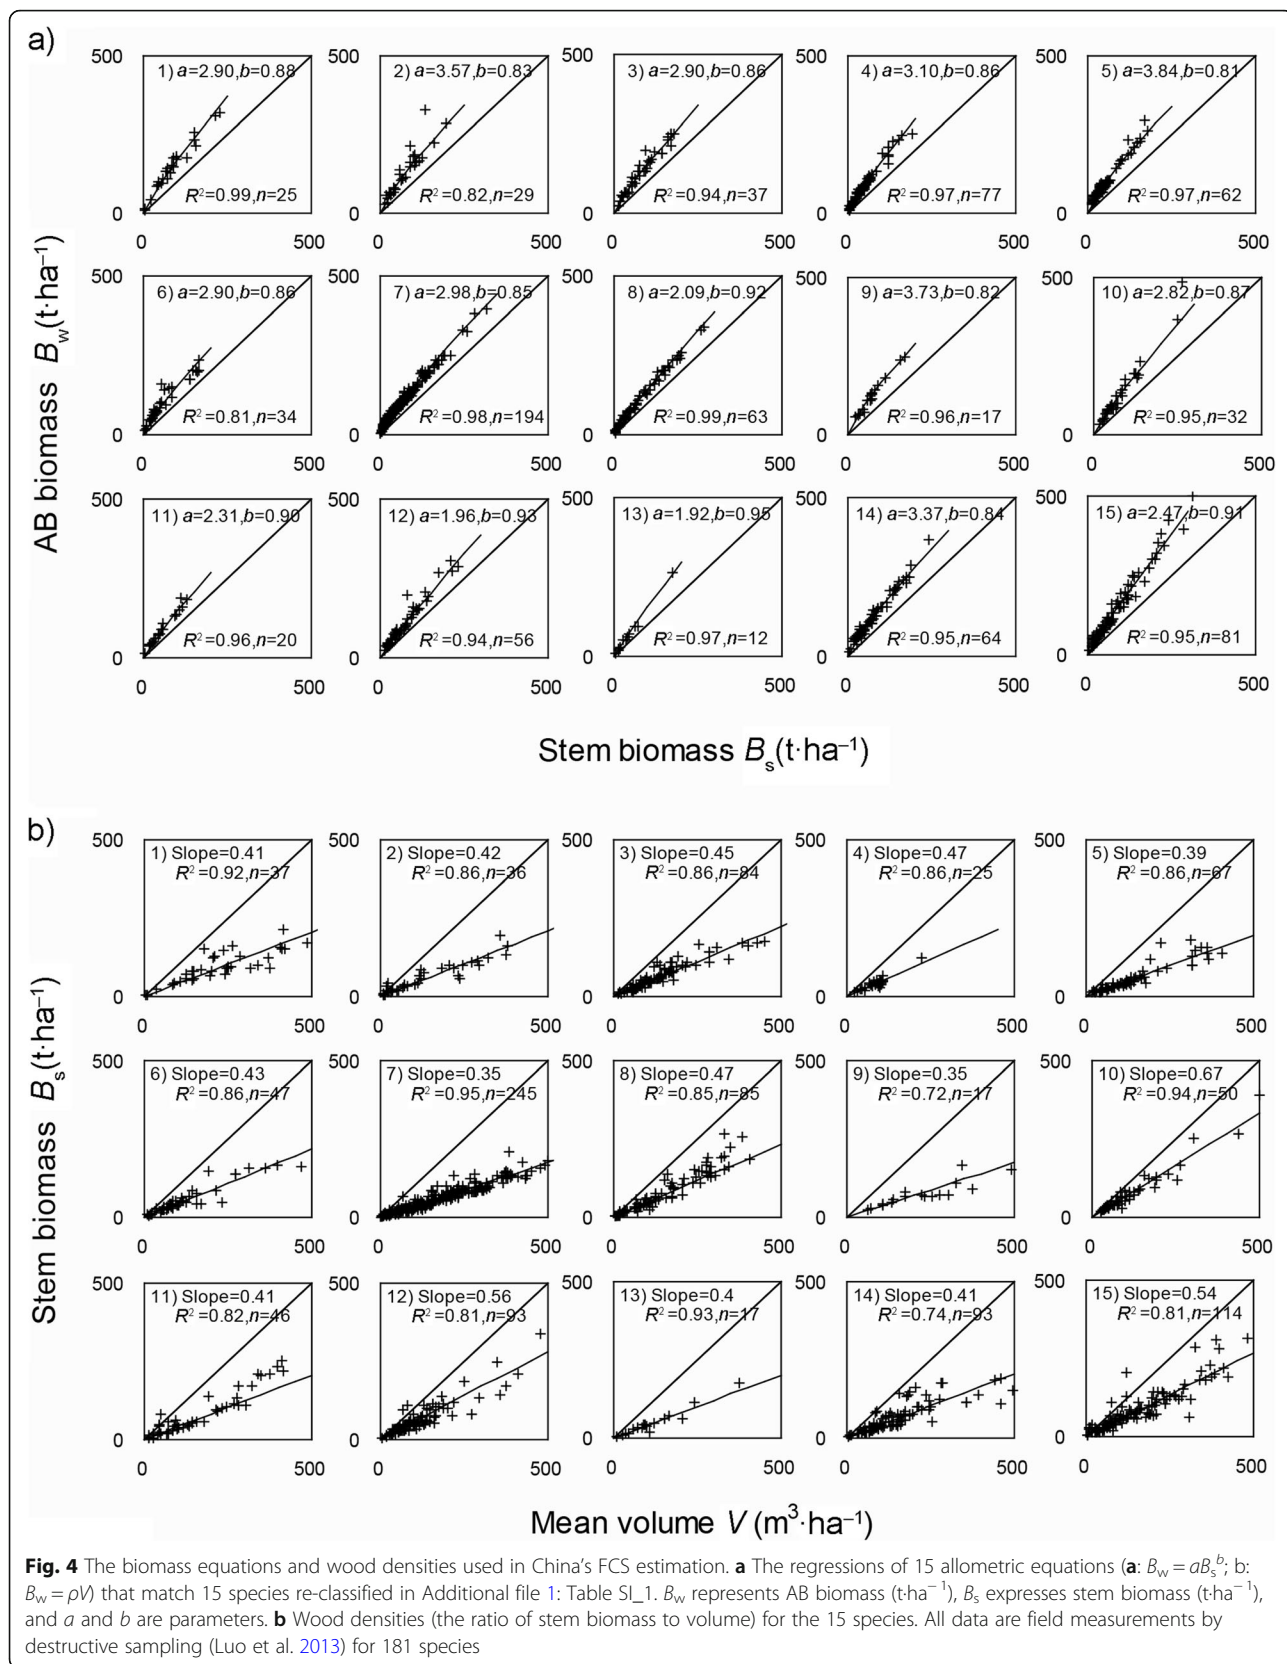 a)
AB biomass B_w(t·ha⁻¹)
500
1) a=2.90,b=0.88
R²=0.99,n=25
0
0
500
500
2) a=3.57,b=0.83
R²=0.82,n=29
0
0
500
500
3) a=2.90,b=0.86
R²=0.94,n=37
0
0
500
500
4) a=3.10,b=0.86
R²=0.97,n=77
0
0
500
500
5) a=3.84,b=0.81
R²=0.97,n=62
0
0
500
500
6) a=2.90,b=0.86
R²=0.81,n=34
0
0
500
500
7) a=2.98,b=0.85
R²=0.98,n=194
0
0
500
500
8) a=2.09,b=0.92
R²=0.99,n=63
0
0
500
500
9) a=3.73,b=0.82
R²=0.96,n=17
0
0
500
500
10) a=2.82,b=0.87
R²=0.95,n=32
0
0
500
500
11) a=2.31,b=0.90
R²=0.96,n=20
0
0
500
500
12) a=1.96,b=0.93
R²=0.94,n=56
0
0
500
500
13) a=1.92,b=0.95
R²=0.97,n=12
0
0
500
500
14) a=3.37,b=0.84
R²=0.95,n=64
0
0
500
500
15) a=2.47,b=0.91
R²=0.95,n=81
0
0
500
Stem biomass B_s(t·ha⁻¹)
b)
Stem biomass B_s(t·ha⁻¹)
500
1) Slope=0.41
R²=0.92,n=37
0
0
500
500
2) Slope=0.42
R²=0.86,n=36
0
0
500
500
3) Slope=0.45
R²=0.86,n=84
0
0
500
500
4) Slope=0.47
R²=0.86,n=25
0
0
500
500
5) Slope=0.39
R²=0.86,n=67
0
0
500
500
6) Slope=0.43
R²=0.86,n=47
0
0
500
500
7) Slope=0.35
R²=0.95,n=245
0
0
500
500
8) Slope=0.47
R²=0.85,n=85
0
0
500
500
9) Slope=0.35
R²=0.72,n=17
0
0
500
500
10) Slope=0.67
R²=0.94,n=50
0
0
500
500
11) Slope=0.41
R²=0.82,n=46
0
0
500
500
12) Slope=0.56
R²=0.81,n=93
0
0
500
500
13) Slope=0.4
R²=0.93,n=17
0
0
500
500
14) Slope=0.41
R²=0.74,n=93
0
0
500
500
15) Slope=0.54
R²=0.81,n=114
0
0
500
Mean volume V (m³·ha⁻¹)
Fig. 4 The biomass equations and wood densities used in China's FCS estimation. a The regressions of 15 allometric equations (a: B_w = aB_s^b; b:
B_w = ρV) that match 15 species re-classified in Additional file 1: Table SI_1. B_w represents AB biomass (t·ha⁻¹), B_s expresses stem biomass (t·ha⁻¹),
and a and b are parameters. b Wood densities (the ratio of stem biomass to volume) for the 15 species. All data are field measurements by
destructive sampling (Luo et al. 2013) for 181 species